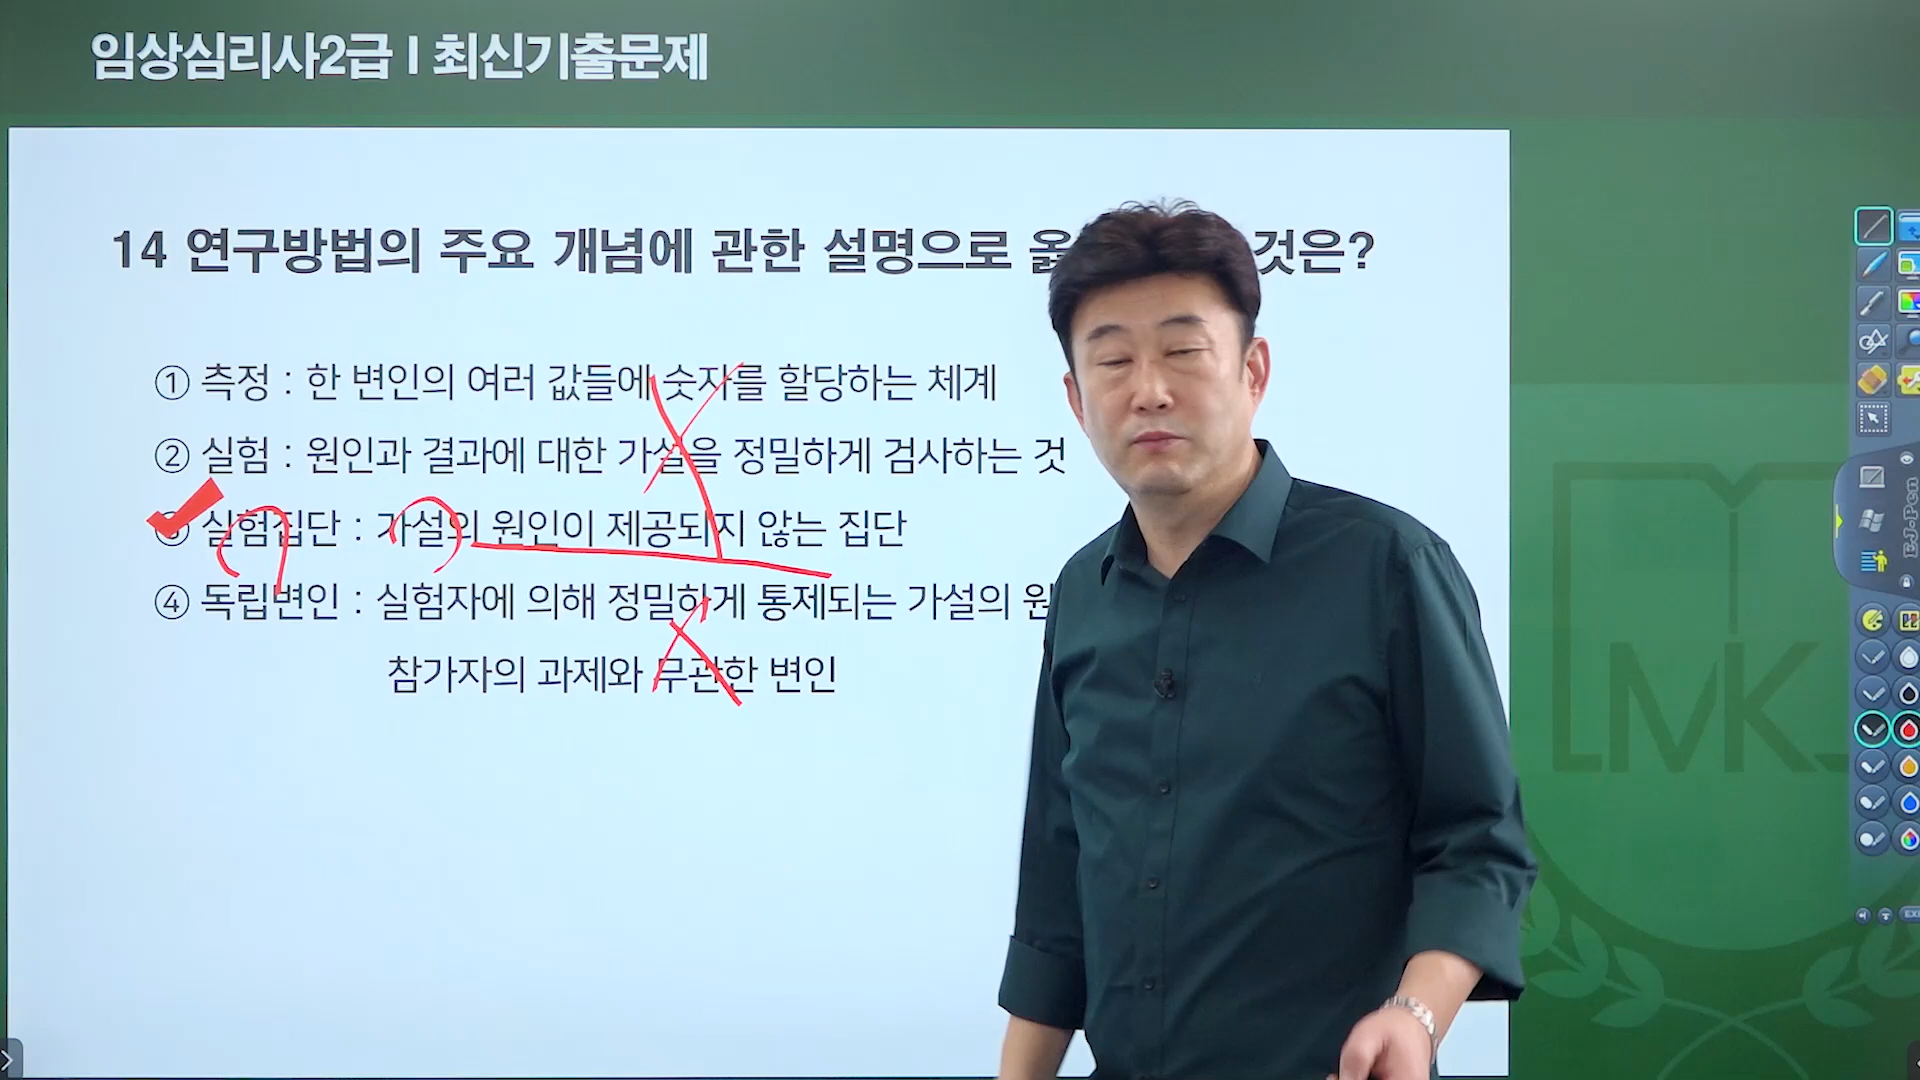 임상심리사2급 I 최신기출문제
14 연구방법의 주요 개념에 관한 설명으로 옳 것은?
① 측정 : 한 변인의 여러 값들에 숫자를 할당하는 체계
② 실험 : 원인과 결과에 대한 가설을 정밀하게 검사하는 것
③ 실험집단 : 가설의 원인이 제공되지 않는 집단
④ 독립변인 : 실험자에 의해 정밀하게 통제되는 가설의 원
참가자의 과제와 무관한 변인
MK
EJ-Pen